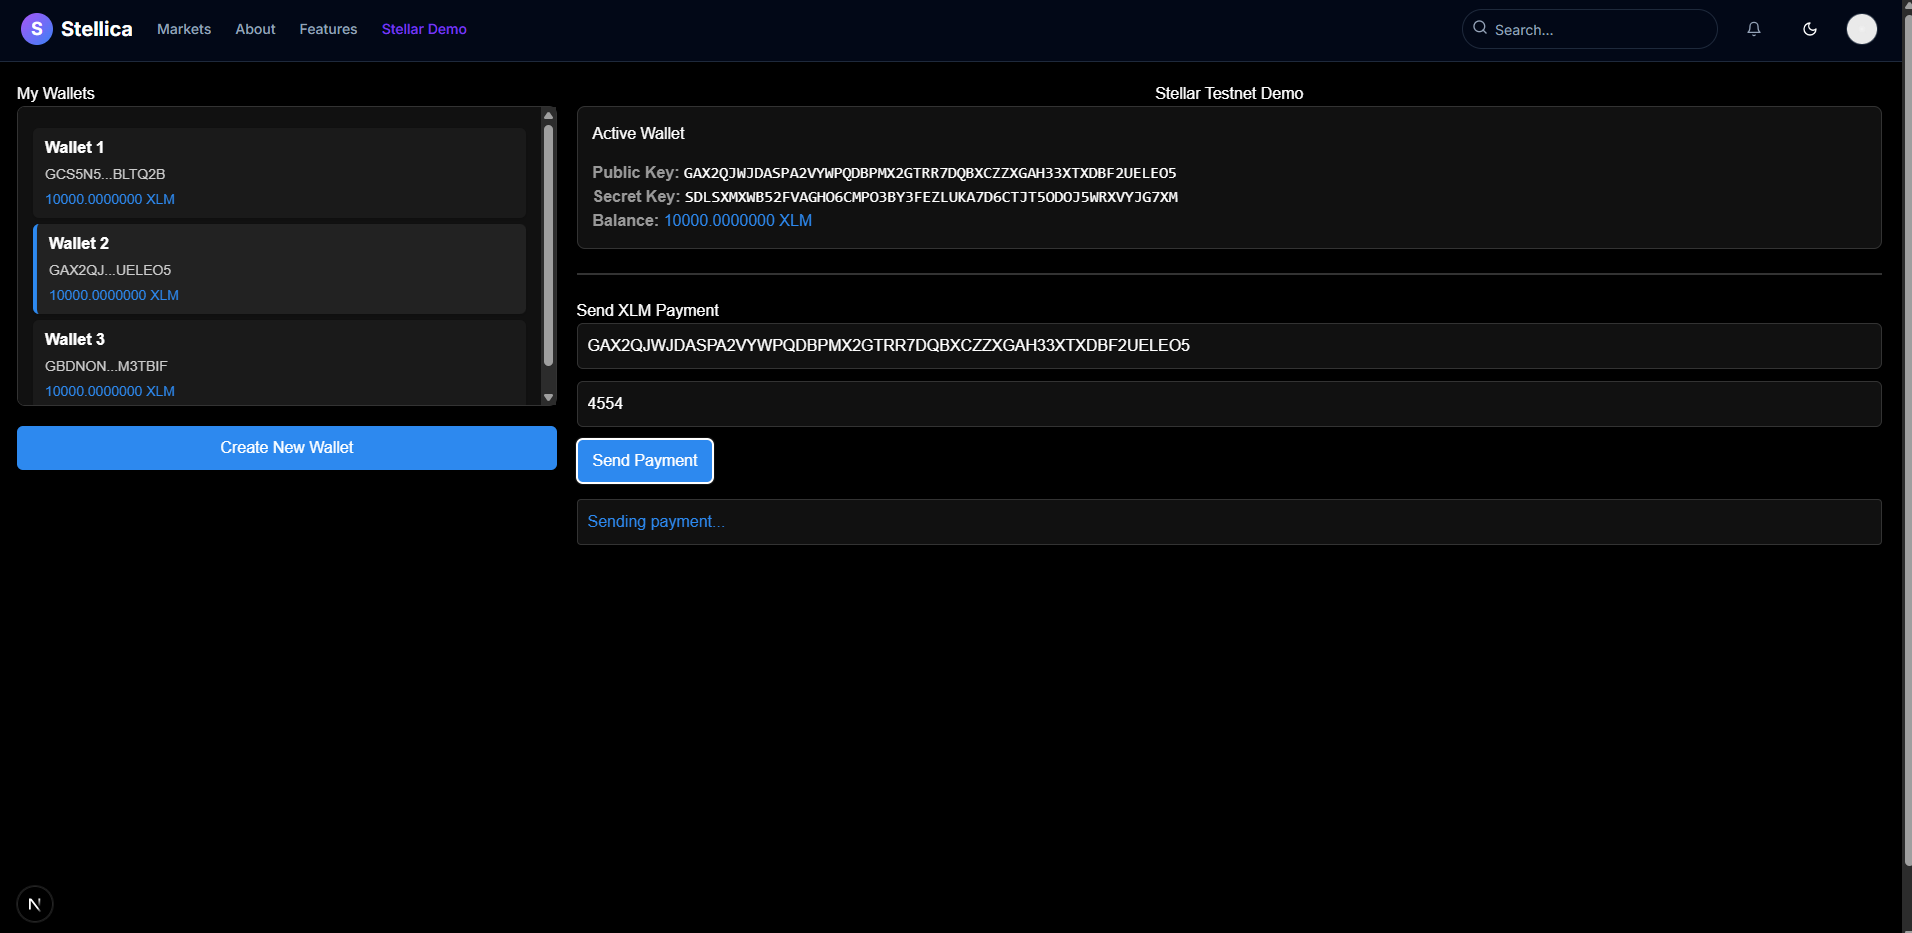 S Stellica Markets About Features Stellar Demo Search...
My Wallets
Wallet 1
GCS5N5...BLTQ2B
10000.0000000 XLM
Wallet 2
GAX2QJ...UELEO5
10000.0000000 XLM
Wallet 3
GBDNON...M3TBIF
10000.0000000 XLM
Create New Wallet
Stellar Testnet Demo
Active Wallet
Public Key: GAX2QJWJDASPA2VYWPQDBPMX2GTRR7DQBXCZZXGAH33XTXDBF2UELEO5
Secret Key: SDLSXMXWB52FVAGHO6CMPO3BY3FEZLUKA7D6CTJT5ODOJ5WRXVYJG7XM
Balance: 10000.0000000 XLM
Send XLM Payment
GAX2QJWJDASPA2VYWPQDBPMX2GTRR7DQBXCZZXGAH33XTXDBF2UELEO5
4554
Send Payment
Sending payment...
N